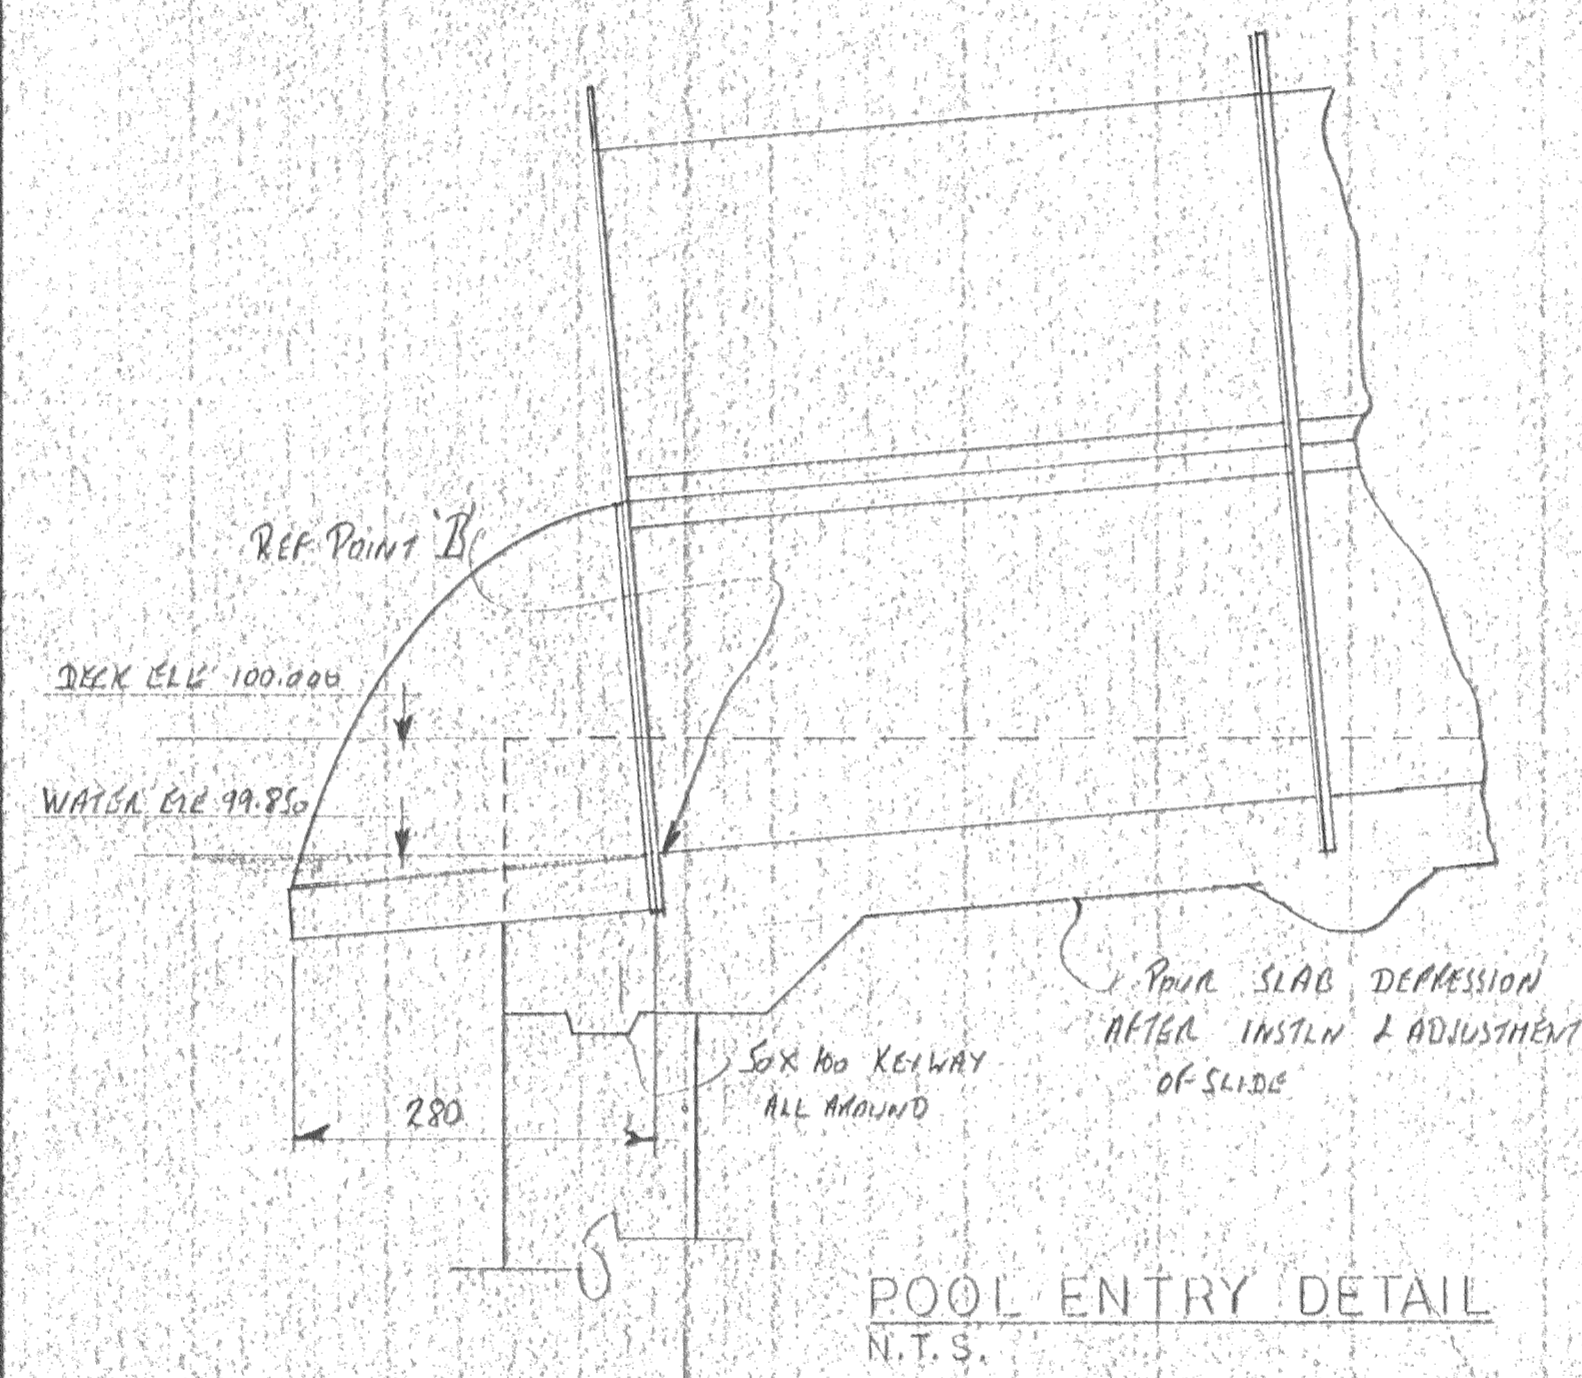 REF. POINT 'B'
DECK ELE' 100.000
WATER ELE 99.850
POUR SLAB DEPRESSION
AFTER INSTLN & ADJUSTMENT
OF SLIDE
50 X 100 KEYWAY
ALL AROUND
280
POOL ENTRY DETAIL
N.T.S.